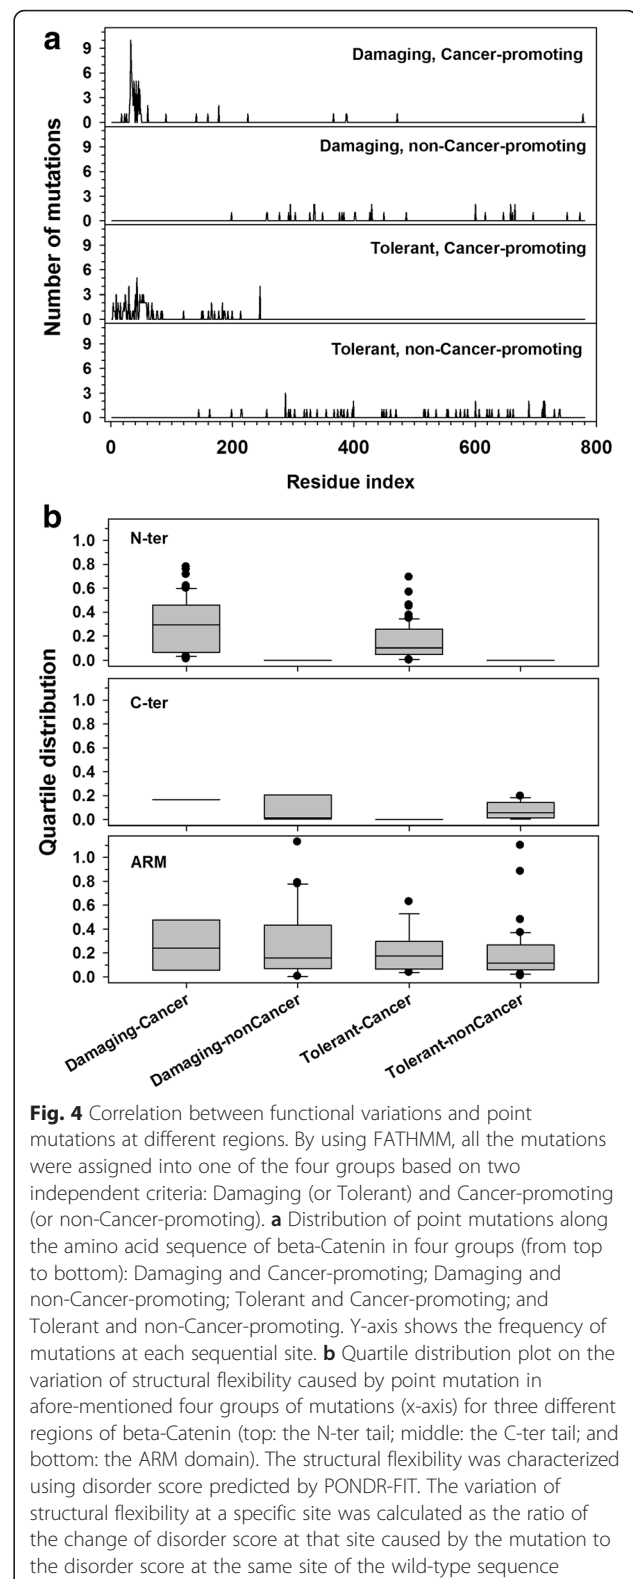 a
Number of mutations
9
6
3
0
Damaging, Cancer-promoting
9
6
3
0
Damaging, non-Cancer-promoting
9
6
3
0
Tolerant, Cancer-promoting
9
6
3
0
Tolerant, non-Cancer-promoting
0 200 400 600 800
Residue index
b
Quartile distribution
N-ter
1.0
0.8
0.6
0.4
0.2
0.0
C-ter
1.0
0.8
0.6
0.4
0.2
0.0
ARM
1.0
0.8
0.6
0.4
0.2
0.0
Damaging-Cancer
Damaging-nonCancer
Tolerant-Cancer
Tolerant-nonCancer
Fig. 4 Correlation between functional variations and point
mutations at different regions. By using FATHMM, all the mutations
were assigned into one of the four groups based on two
independent criteria: Damaging (or Tolerant) and Cancer-promoting
(or non-Cancer-promoting). a Distribution of point mutations along
the amino acid sequence of beta-Catenin in four groups (from top
to bottom): Damaging and Cancer-promoting; Damaging and
non-Cancer-promoting; Tolerant and Cancer-promoting; and
Tolerant and non-Cancer-promoting. Y-axis shows the frequency of
mutations at each sequential site. b Quartile distribution plot on the
variation of structural flexibility caused by point mutation in
afore-mentioned four groups of mutations (x-axis) for three different
regions of beta-Catenin (top: the N-ter tail; middle: the C-ter tail; and
bottom: the ARM domain). The structural flexibility was characterized
using disorder score predicted by PONDR-FIT. The variation of
structural flexibility at a specific site was calculated as the ratio of
the change of disorder score at that site caused by the mutation to
the disorder score at the same site of the wild-type sequence